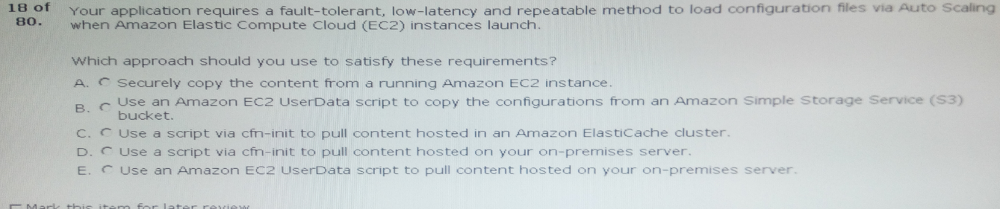 18 of Your application requires a fault-tolerant, low-latency and repeatable method to load configuration files via Auto Scaling
80. when Amazon Elastic Compute Cloud (EC2) instances launch.
Which approach should you use to satisfy these requirements?
A. Securely copy the content from a running Amazon EC2 instance.
B. Use an Amazon EC2 UserData script to copy the configurations from an Amazon Simple Storage Service (S3)
bucket.
C. Use a script via cfn-init to pull content hosted in an Amazon ElastiCache cluster.
D. Use a script via cfn-init to pull content hosted on your on-premises server.
E. Use an Amazon EC2 UserData script to pull content hosted on your on-premises server.
Mark this item for later review